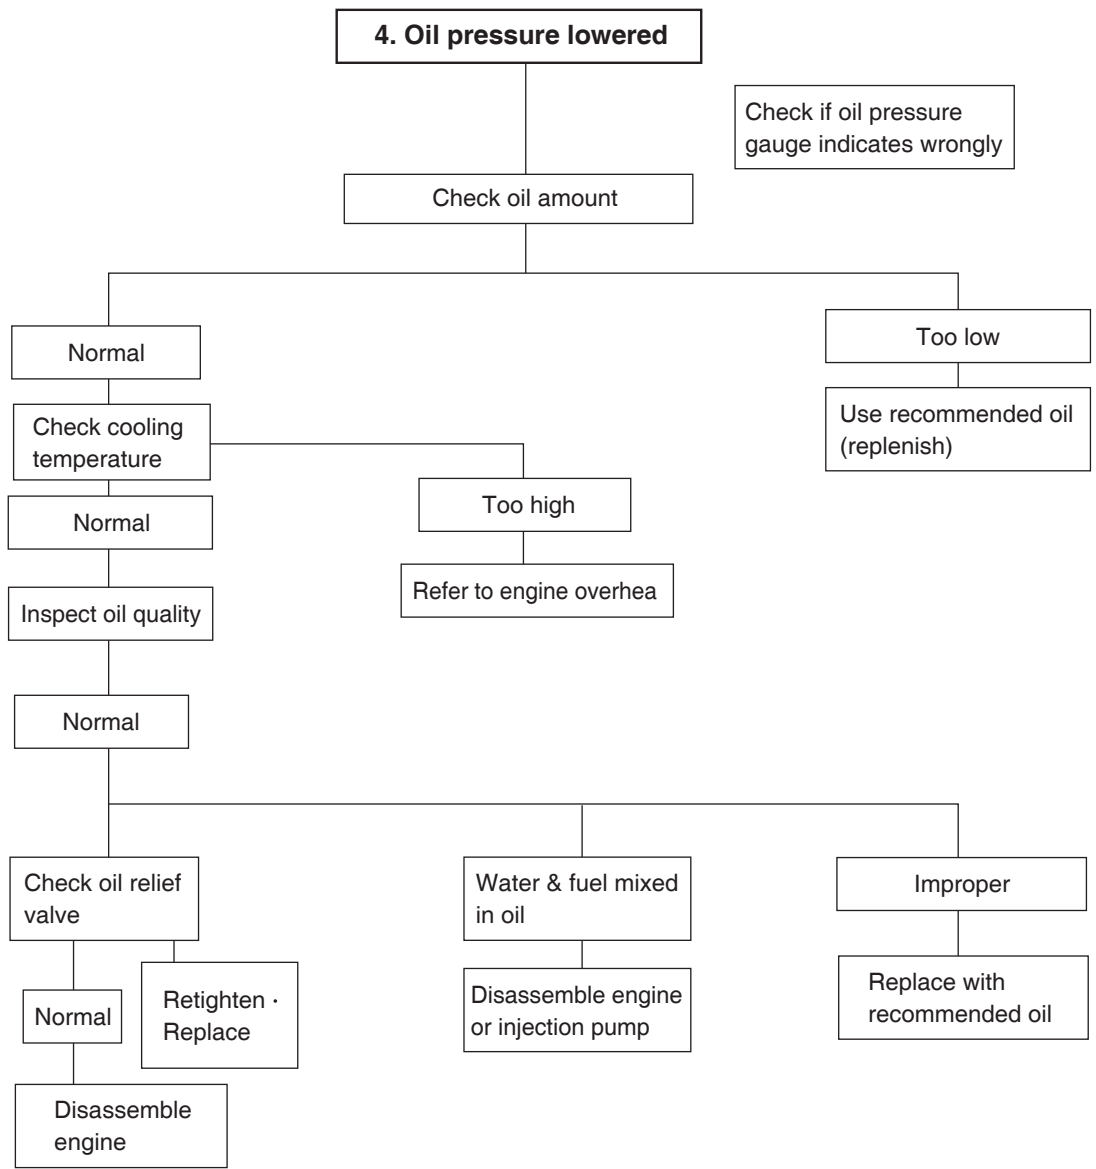 4. Oil pressure lowered
Check if oil pressure
gauge indicates wrongly
Check oil amount
Normal
Too low
Check cooling
temperature
Use recommended oil
(replenish)
Normal
Too high
Inspect oil quality
Refer to engine overhea
Normal
Check oil relief
valve
Water & fuel mixed
in oil
Improper
Normal
Retighten ·
Replace
Disassemble engine
or injection pump
Replace with
recommended oil
Disassemble
engine